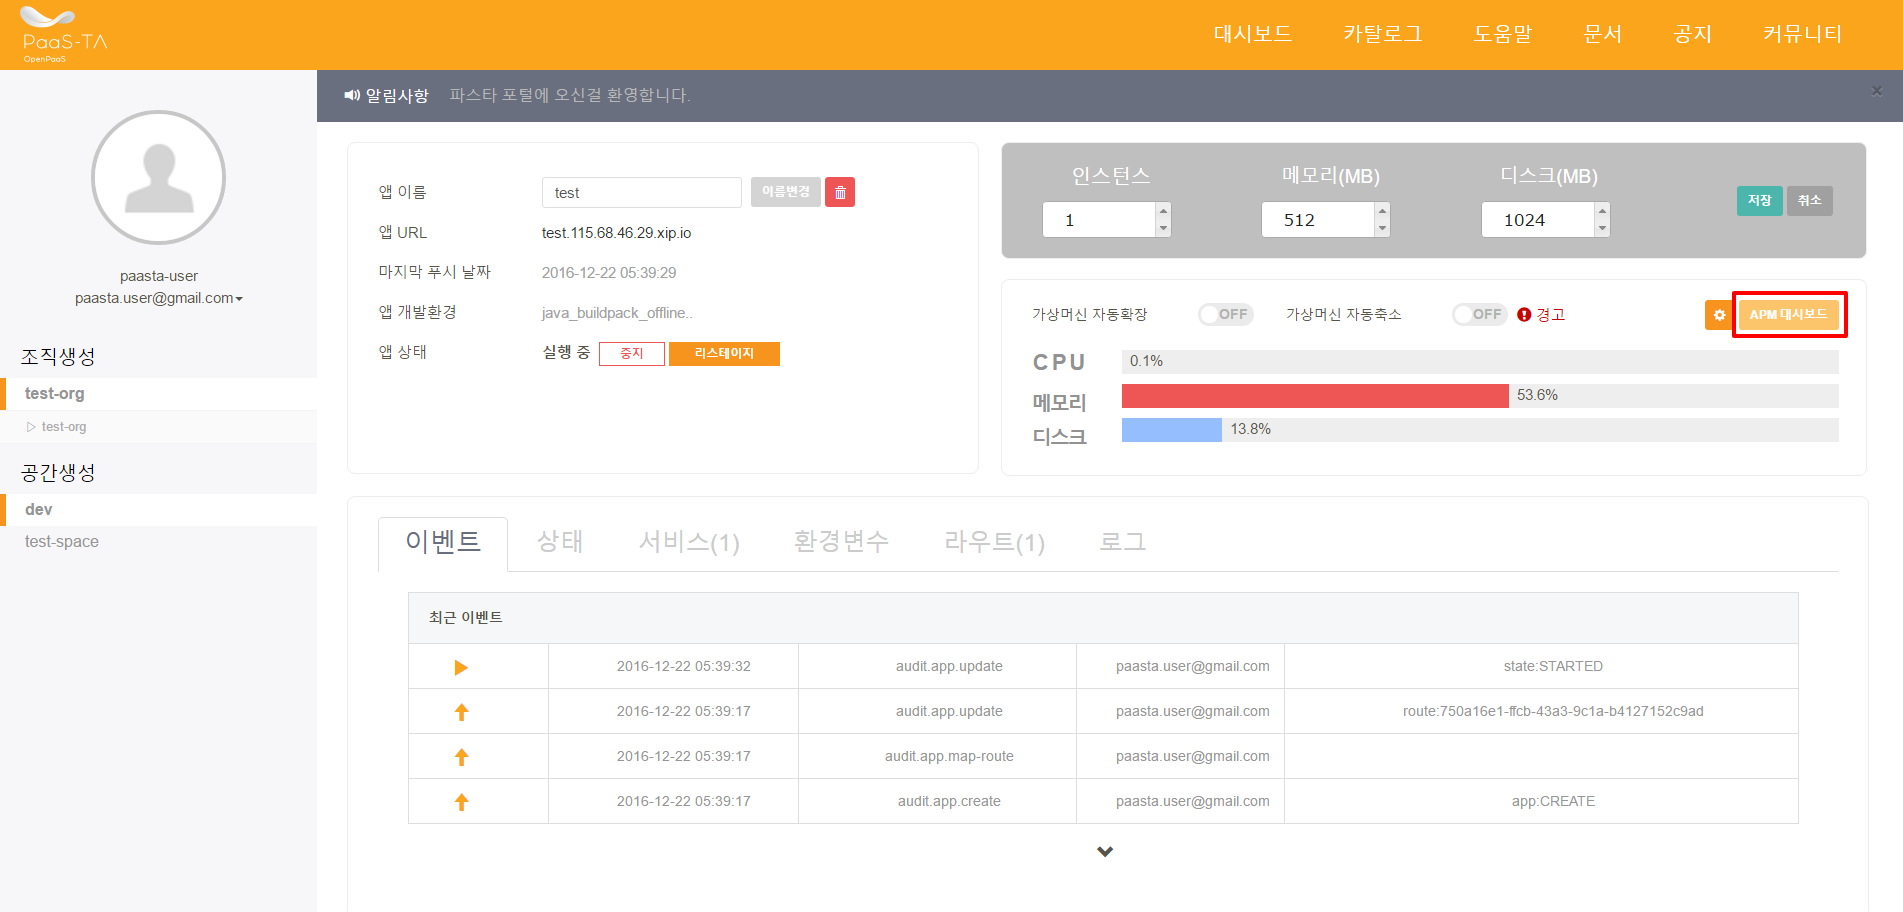 PaaS-TA
OpenPaaS
대시보드 카탈로그 도움말 문서 공지 커뮤니티
알림사항 파스타 포털에 오신걸 환영합니다.
×
paasta-user
paasta.user@gmail.com
조직생성
test-org
test-org
공간생성
dev
test-space
앱 이름 test 이름변경
앱 URL test.115.68.46.29.xip.io
마지막 푸시 날짜 2016-12-22 05:39:29
앱 개발환경 java_buildpack_offline..
앱 상태 실행 중 중지 리스테이지
인스턴스 메모리(MB) 디스크(MB)
1 512 1024 저장 취소
가상머신 자동확장 OFF 가상머신 자동축소 OFF 경고 APM 대시보드
CPU 0.1%
메모리 53.6%
디스크 13.8%
이벤트 상태 서비스(1) 환경변수 라우트(1) 로그
최근 이벤트
2016-12-22 05:39:32 audit.app.update paasta.user@gmail.com state:STARTED
2016-12-22 05:39:17 audit.app.update paasta.user@gmail.com route:750a16e1-ffcb-43a3-9c1a-b4127152c9ad
2016-12-22 05:39:17 audit.app.map-route paasta.user@gmail.com
2016-12-22 05:39:17 audit.app.create paasta.user@gmail.com app:CREATE